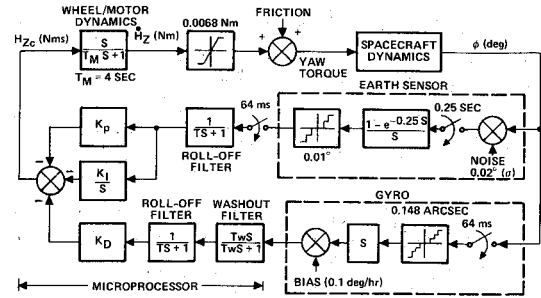 WHEEL/MOTOR
DYNAMICS
H_Zc (Nms)
S
T_M S + 1
T_M = 4 SEC
Ḣ_Z (Nm)
0.0068 Nm
FRICTION
+
+
YAW
TORQUE
SPACECRAFT
DYNAMICS
φ (deg)
EARTH SENSOR
0.25 SEC
NOISE
0.02° (σ)
1 – e^-0.25 S
S
0.01°
64 ms
1
TS + 1
ROLL-OFF
FILTER
K_p
K_I
S
–
–
–
K_D
ROLL-OFF
FILTER
1
TS + 1
WASHOUT
FILTER
TwS
TwS + 1
GYRO
0.148 ARCSEC
64 ms
S
BIAS (0.1 deg/hr)
MICROPROCESSOR